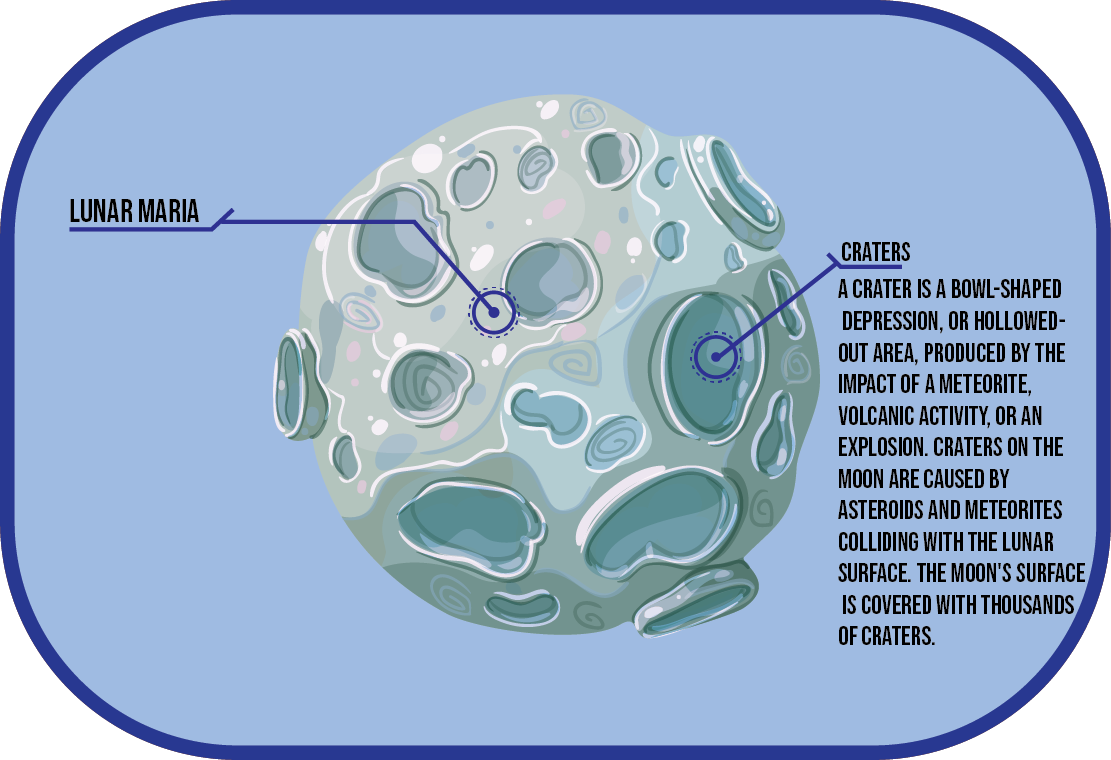 LUNAR MARIA
CRATERS
A CRATER IS A BOWL-SHAPED
DEPRESSION, OR HOLLOWED-
OUT AREA, PRODUCED BY THE
IMPACT OF A METEORITE,
VOLCANIC ACTIVITY, OR AN
EXPLOSION. CRATERS ON THE
MOON ARE CAUSED BY
ASTEROIDS AND METEORITES
COLLIDING WITH THE LUNAR
SURFACE. THE MOON'S SURFACE
IS COVERED WITH THOUSANDS
OF CRATERS.